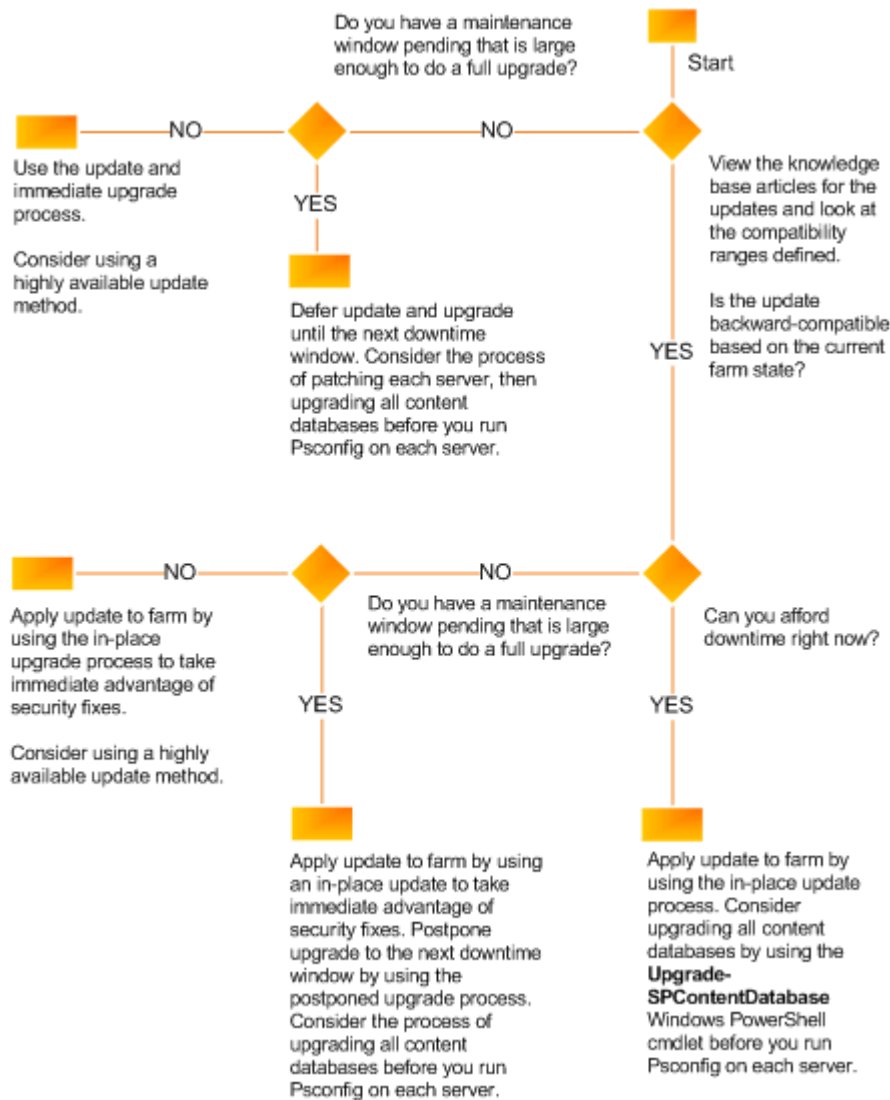 Do you have a maintenance
window pending that is large
enough to do a full upgrade?
Start
NO
NO
Use the update and
immediate upgrade
process.
Consider using a
highly available update
method.
YES
View the knowledge
base articles for the
updates and look at
the compatibility
ranges defined.
Is the update
backward-compatible
based on the current
farm state?
YES
Defer update and upgrade
until the next downtime
window. Consider the process
of patching each server, then
upgrading all content
databases before you run
Psconfig on each server.
NO
NO
Apply update to farm by
using the in-place
upgrade process to take
immediate advantage of
security fixes.
Consider using a highly
available update method.
Do you have a maintenance
window pending that is large
enough to do a full upgrade?
Can you afford
downtime right now?
YES
YES
Apply update to farm by using
an in-place update to take
immediate advantage of
security fixes. Postpone
upgrade to the next downtime
window by using the
postponed upgrade process.
Consider the process of
upgrading all content
databases before you run
Psconfig on each server.
Apply update to farm by
using the in-place update
process. Consider
upgrading all content
databases by using the
Upgrade-
SPContentDatabase
Windows PowerShell
cmdlet before you run
Psconfig on each server.